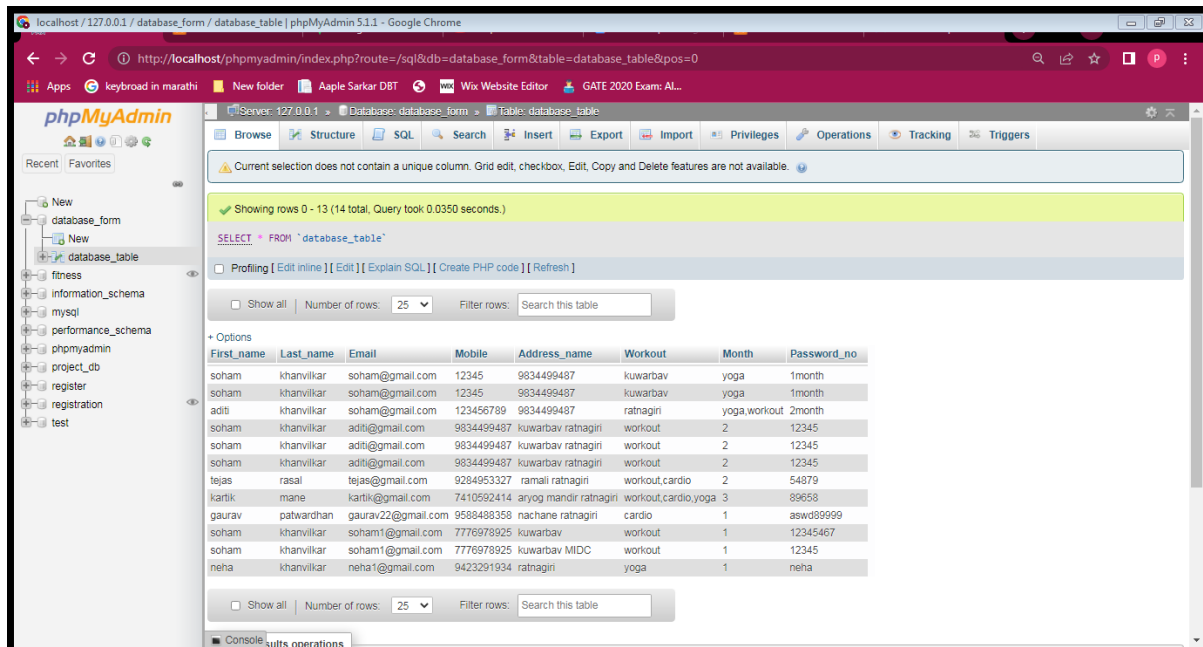 localhost / 127.0.0.1 / database_form / database_table | phpMyAdmin 5.1.1 - Google Chrome
http://localhost/phpmyadmin/index.php?route=/sql&db=database_form&table=database_table&pos=0
Apps keybroad in marathi New folder Aaple Sarkar DBT WIX Wix Website Editor GATE 2020 Exam: AI...
P
phpMyAdmin
Recent Favorites
New
database_form
New
database_table
fitness
information_schema
mysql
performance_schema
phpmyadmin
project_db
register
registration
test
Server: 127.0.0.1 » Database: database_form » Table: database_table
Browse Structure SQL Search Insert Export Import Privileges Operations Tracking Triggers
Current selection does not contain a unique column. Grid edit, checkbox, Edit, Copy and Delete features are not available.
Showing rows 0 - 13 (14 total, Query took 0.0350 seconds.)
SELECT * FROM `database_table`
Profiling [ Edit inline ] [ Edit ] [ Explain SQL ] [ Create PHP code ] [ Refresh ]
Show all | Number of rows: 25 Filter rows: Search this table
+ Options
First_name Last_name Email Mobile Address_name Workout Month Password_no
soham khanvilkar soham@gmail.com 12345 9834499487 kuwarbav yoga 1month
soham khanvilkar soham@gmail.com 12345 9834499487 kuwarbav yoga 1month
aditi khanvilkar soham@gmail.com 123456789 9834499487 ratnagiri yoga,workout 2month
soham khanvilkar aditi@gmail.com 9834499487 kuwarbav ratnagiri workout 2 12345
soham khanvilkar aditi@gmail.com 9834499487 kuwarbav ratnagiri workout 2 12345
soham khanvilkar aditi@gmail.com 9834499487 kuwarbav ratnagiri workout 2 12345
tejas rasal tejas@gmail.com 9284953327 ramali ratnagiri workout,cardio 2 54879
kartik mane kartik@gmail.com 7410592414 aryog mandir ratnagiri workout,cardio,yoga 3 89658
gaurav patwardhan gaurav22@gmail.com 9588488358 nachane ratnagiri cardio 1 aswd89999
soham khanvilkar soham1@gmail.com 7776978925 kuwarbav workout 1 12345467
soham khanvilkar soham1@gmail.com 7776978925 kuwarbav MIDC workout 1 12345
neha khanvilkar neha1@gmail.com 9423291934 ratnagiri yoga 1 neha
Show all | Number of rows: 25 Filter rows: Search this table
Console
operations